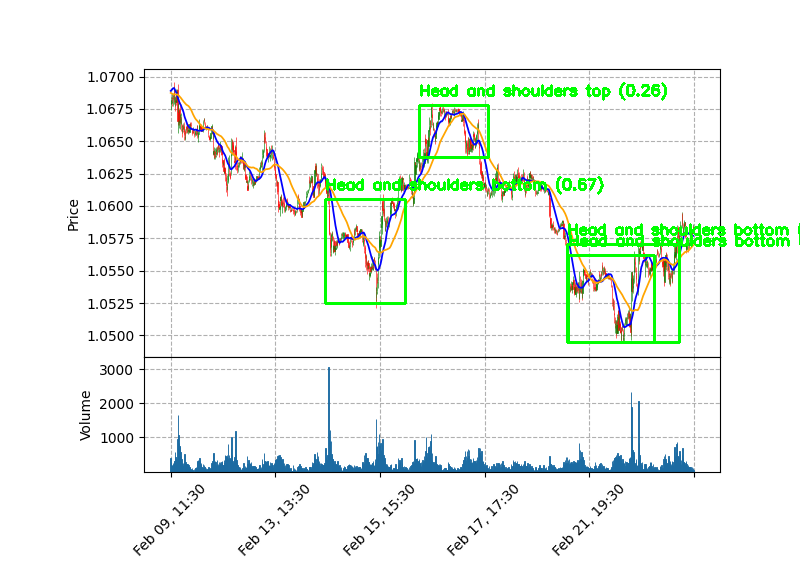 1.0700
1.0675
1.0650
1.0625
1.0600
1.0575
1.0550
1.0525
1.0500
Price
Head and shoulders top (0.26)
Head and shoulders bottom (0.67)
Head and shoulders bottom (
Head and shoulders bottom
3000
2000
1000
Volume
Feb 09, 11:30
Feb 13, 13:30
Feb 15, 15:30
Feb 17, 17:30
Feb 21, 19:30